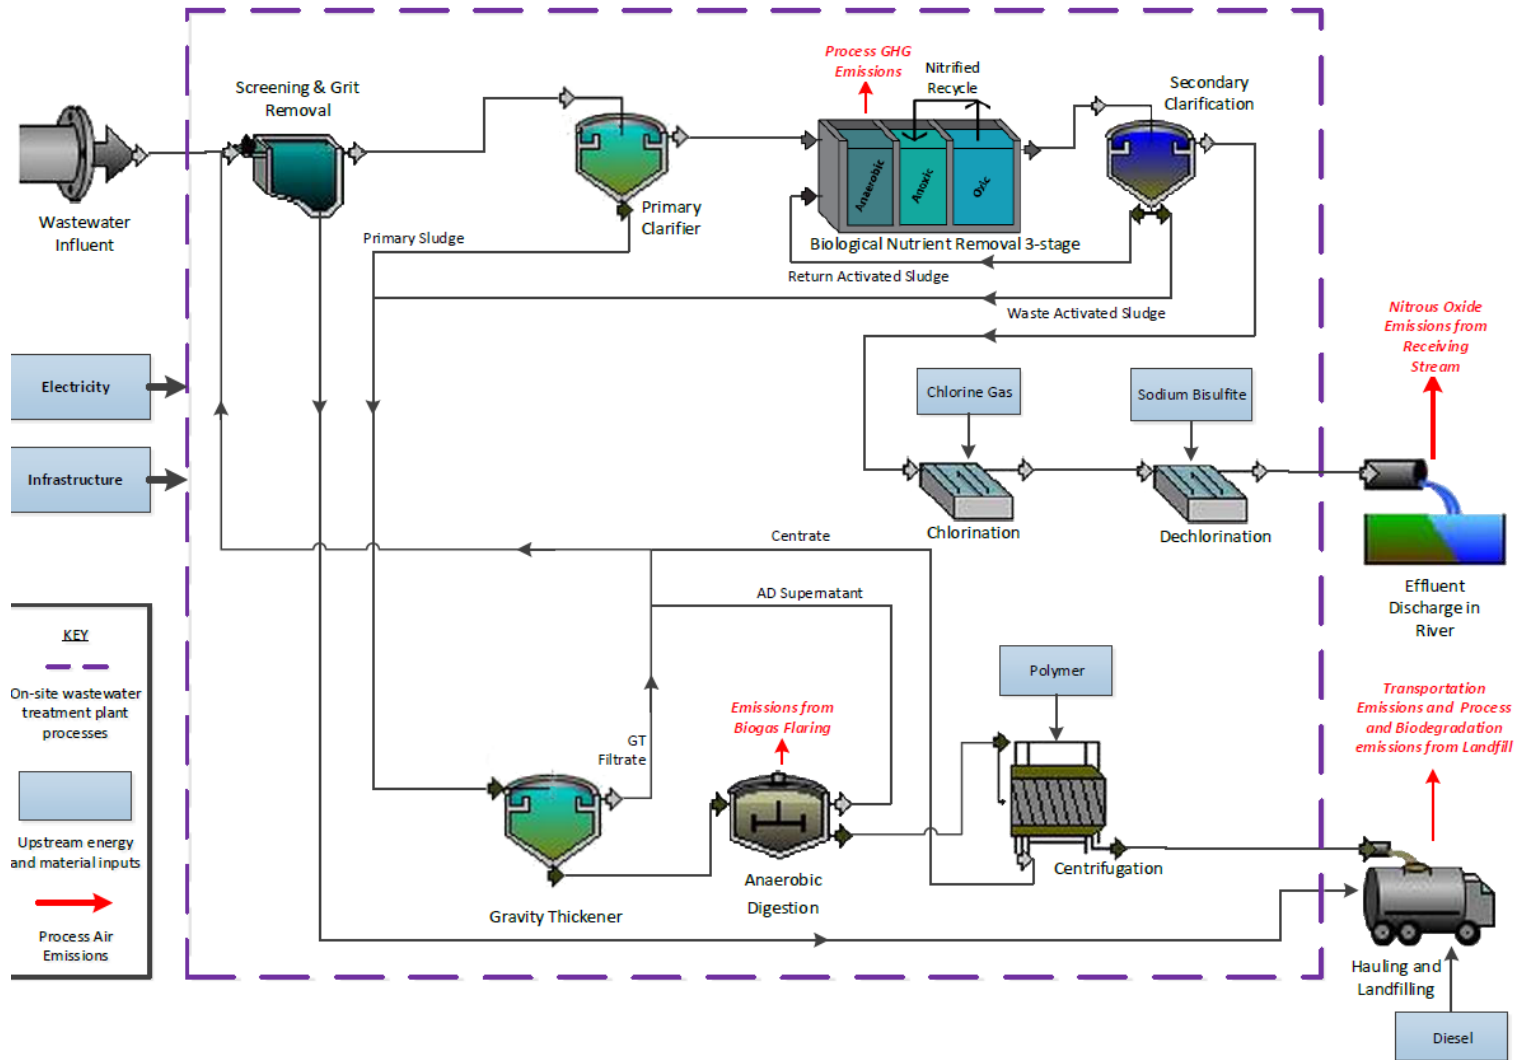 Process GHG
Emissions
Nitrified
Recycle
Secondary
Clarification
Screening & Grit
Removal
Anaerobic
Anoxic
Oxic
Wastewater
Influent
Primary
Clarifier
Primary Sludge
Biological Nutrient Removal 3-stage
Return Activated Sludge
Waste Activated Sludge
Nitrous Oxide
Emissions from
Receiving
Stream
Electricity
Chlorine Gas
Sodium Bisulfite
Infrastructure
Chlorination
Dechlorination
Centrate
AD Supernatant
Effluent
Discharge in
River
KEY
On-site wastewater
treatment plant
processes
Upstream energy
and material inputs
Process Air
Emissions
Polymer
Emissions from
Biogas Flaring
GT
Filtrate
Transportation
Emissions and Process
and Biodegradation
emissions from Landfill
Gravity Thickener
Anaerobic
Digestion
Centrifugation
Hauling and
Landfilling
Diesel